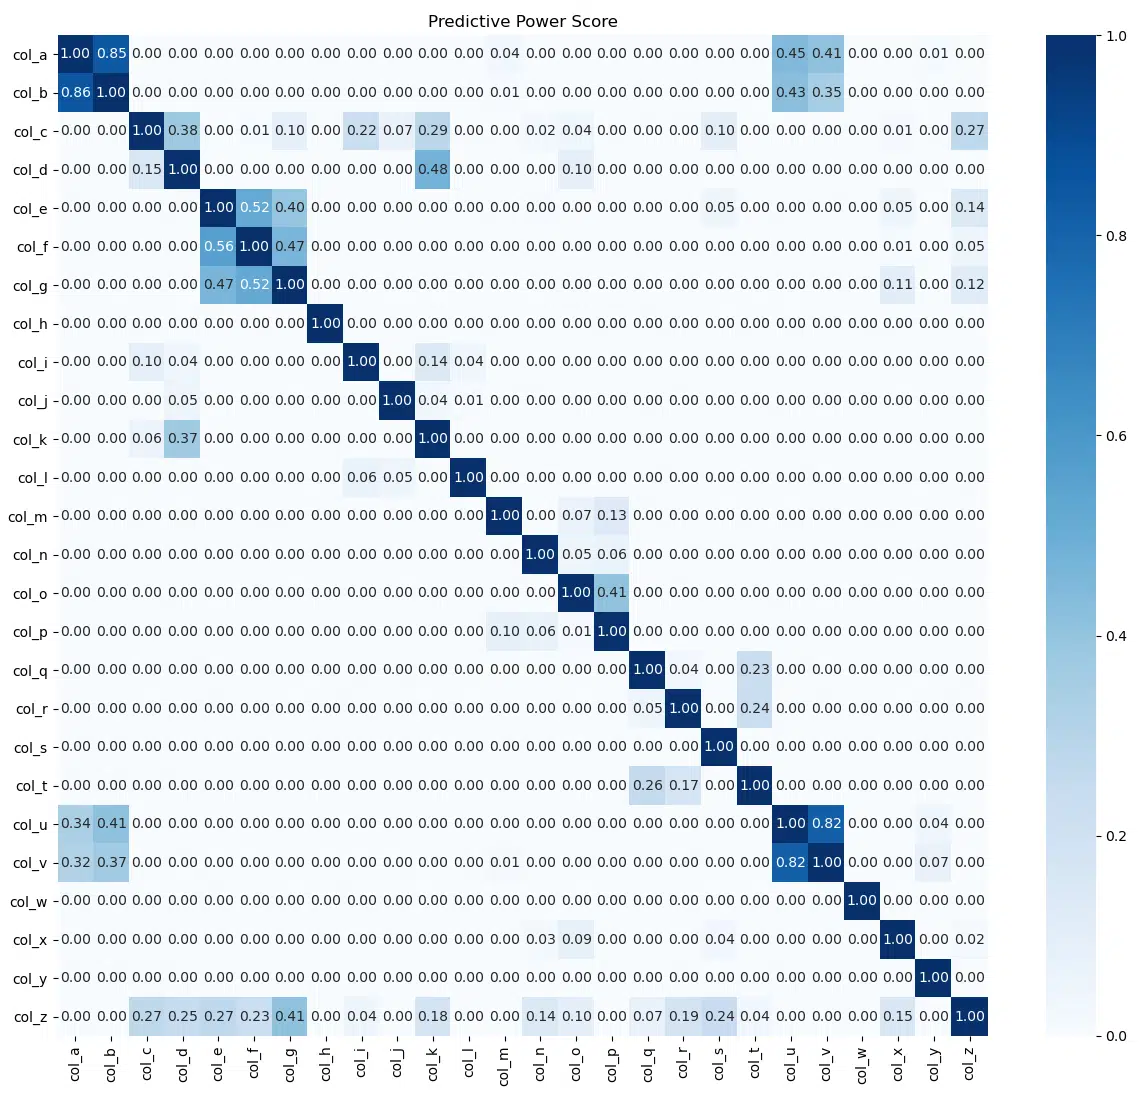 Predictive Power Score
col_a 1.00 0.85 0.00 0.00 0.00 0.00 0.00 0.00 0.00 0.00 0.00 0.00 0.04 0.00 0.00 0.00 0.00 0.00 0.00 0.00 0.45 0.41 0.00 0.00 0.01 0.00
col_b 0.86 1.00 0.00 0.00 0.00 0.00 0.00 0.00 0.00 0.00 0.00 0.00 0.01 0.00 0.00 0.00 0.00 0.00 0.00 0.00 0.43 0.35 0.00 0.00 0.00 0.00
col_c 0.00 0.00 1.00 0.38 0.00 0.01 0.10 0.00 0.22 0.07 0.29 0.00 0.00 0.02 0.04 0.00 0.00 0.00 0.10 0.00 0.00 0.00 0.00 0.01 0.00 0.27
col_d 0.00 0.00 0.15 1.00 0.00 0.00 0.00 0.00 0.00 0.00 0.48 0.00 0.00 0.00 0.10 0.00 0.00 0.00 0.00 0.00 0.00 0.00 0.00 0.00 0.00 0.00
col_e 0.00 0.00 0.00 0.00 1.00 0.52 0.40 0.00 0.00 0.00 0.00 0.00 0.00 0.00 0.00 0.00 0.00 0.00 0.05 0.00 0.00 0.00 0.00 0.05 0.00 0.14
col_f 0.00 0.00 0.00 0.00 0.56 1.00 0.47 0.00 0.00 0.00 0.00 0.00 0.00 0.00 0.00 0.00 0.00 0.00 0.00 0.00 0.00 0.00 0.00 0.01 0.00 0.05
col_g 0.00 0.00 0.00 0.00 0.47 0.52 1.00 0.00 0.00 0.00 0.00 0.00 0.00 0.00 0.00 0.00 0.00 0.00 0.00 0.00 0.00 0.00 0.00 0.11 0.00 0.12
col_h 0.00 0.00 0.00 0.00 0.00 0.00 0.00 1.00 0.00 0.00 0.00 0.00 0.00 0.00 0.00 0.00 0.00 0.00 0.00 0.00 0.00 0.00 0.00 0.00 0.00 0.00
col_i 0.00 0.00 0.10 0.04 0.00 0.00 0.00 0.00 1.00 0.00 0.14 0.04 0.00 0.00 0.00 0.00 0.00 0.00 0.00 0.00 0.00 0.00 0.00 0.00 0.00 0.00
col_j 0.00 0.00 0.00 0.05 0.00 0.00 0.00 0.00 0.00 1.00 0.04 0.01 0.00 0.00 0.00 0.00 0.00 0.00 0.00 0.00 0.00 0.00 0.00 0.00 0.00 0.00
col_k 0.00 0.00 0.06 0.37 0.00 0.00 0.00 0.00 0.00 0.00 1.00 0.00 0.00 0.00 0.00 0.00 0.00 0.00 0.00 0.00 0.00 0.00 0.00 0.00 0.00 0.00
col_l 0.00 0.00 0.00 0.00 0.00 0.00 0.00 0.00 0.06 0.05 0.00 1.00 0.00 0.00 0.00 0.00 0.00 0.00 0.00 0.00 0.00 0.00 0.00 0.00 0.00 0.00
col_m 0.00 0.00 0.00 0.00 0.00 0.00 0.00 0.00 0.00 0.00 0.00 0.00 1.00 0.00 0.07 0.13 0.00 0.00 0.00 0.00 0.00 0.00 0.00 0.00 0.00 0.00
col_n 0.00 0.00 0.00 0.00 0.00 0.00 0.00 0.00 0.00 0.00 0.00 0.00 0.00 1.00 0.05 0.06 0.00 0.00 0.00 0.00 0.00 0.00 0.00 0.00 0.00 0.00
col_o 0.00 0.00 0.00 0.00 0.00 0.00 0.00 0.00 0.00 0.00 0.00 0.00 0.00 0.00 1.00 0.41 0.00 0.00 0.00 0.00 0.00 0.00 0.00 0.00 0.00 0.00
col_p 0.00 0.00 0.00 0.00 0.00 0.00 0.00 0.00 0.00 0.00 0.00 0.00 0.10 0.06 0.01 1.00 0.00 0.00 0.00 0.00 0.00 0.00 0.00 0.00 0.00 0.00
col_q 0.00 0.00 0.00 0.00 0.00 0.00 0.00 0.00 0.00 0.00 0.00 0.00 0.00 0.00 0.00 0.00 1.00 0.04 0.00 0.23 0.00 0.00 0.00 0.00 0.00 0.00
col_r 0.00 0.00 0.00 0.00 0.00 0.00 0.00 0.00 0.00 0.00 0.00 0.00 0.00 0.00 0.00 0.00 0.05 1.00 0.00 0.24 0.00 0.00 0.00 0.00 0.00 0.00
col_s 0.00 0.00 0.00 0.00 0.00 0.00 0.00 0.00 0.00 0.00 0.00 0.00 0.00 0.00 0.00 0.00 0.00 0.00 1.00 0.00 0.00 0.00 0.00 0.00 0.00 0.00
col_t 0.00 0.00 0.00 0.00 0.00 0.00 0.00 0.00 0.00 0.00 0.00 0.00 0.00 0.00 0.00 0.00 0.26 0.17 0.00 1.00 0.00 0.00 0.00 0.00 0.00 0.00
col_u 0.34 0.41 0.00 0.00 0.00 0.00 0.00 0.00 0.00 0.00 0.00 0.00 0.00 0.00 0.00 0.00 0.00 0.00 0.00 0.00 1.00 0.82 0.00 0.00 0.04 0.00
col_v 0.32 0.37 0.00 0.00 0.00 0.00 0.00 0.00 0.00 0.00 0.00 0.00 0.01 0.00 0.00 0.00 0.00 0.00 0.00 0.00 0.82 1.00 0.00 0.00 0.07 0.00
col_w 0.00 0.00 0.00 0.00 0.00 0.00 0.00 0.00 0.00 0.00 0.00 0.00 0.00 0.00 0.00 0.00 0.00 0.00 0.00 0.00 0.00 0.00 1.00 0.00 0.00 0.00
col_x 0.00 0.00 0.00 0.00 0.00 0.00 0.00 0.00 0.00 0.00 0.00 0.00 0.00 0.03 0.09 0.00 0.00 0.00 0.04 0.00 0.00 0.00 0.00 1.00 0.00 0.02
col_y 0.00 0.00 0.00 0.00 0.00 0.00 0.00 0.00 0.00 0.00 0.00 0.00 0.00 0.00 0.00 0.00 0.00 0.00 0.00 0.00 0.00 0.00 0.00 0.00 1.00 0.00
col_z 0.00 0.00 0.27 0.25 0.27 0.23 0.41 0.00 0.04 0.00 0.18 0.00 0.00 0.14 0.10 0.00 0.07 0.19 0.24 0.04 0.00 0.00 0.00 0.15 0.00 1.00
col_a col_b col_c col_d col_e col_f col_g col_h col_i col_j col_k col_l col_m col_n col_o col_p col_q col_r col_s col_t col_u col_v col_w col_x col_y col_z
1.0
0.8
0.6
0.4
0.2
0.0